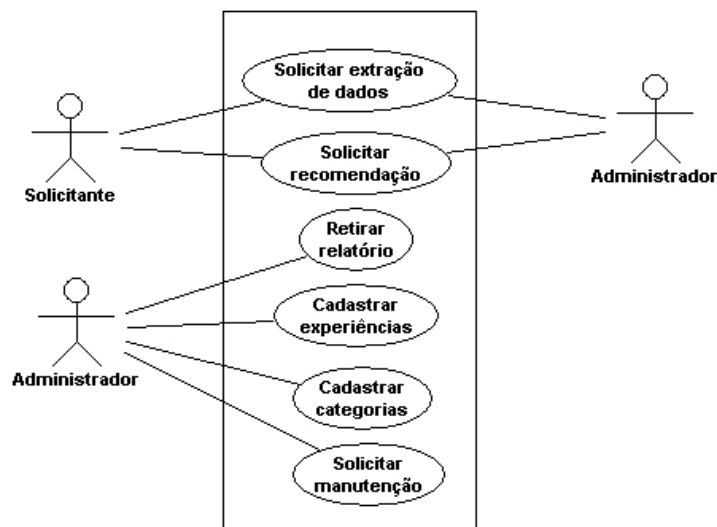 Solicitar extração
de dados
Solicitante
Solicitar
recomendação
Administrador
Retirar
relatório
Administrador
Cadastrar
experiências
Cadastrar
categorias
Solicitar
manutenção